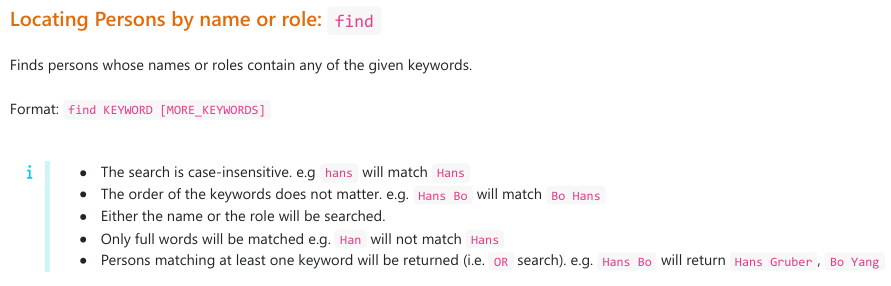 Locating Persons by name or role: find
Finds persons whose names or roles contain any of the given keywords.
Format: find KEYWORD [MORE_KEYWORDS]
i
● The search is case-insensitive. e.g hans will match Hans
● The order of the keywords does not matter. e.g. Hans Bo will match Bo Hans
● Either the name or the role will be searched.
● Only full words will be matched e.g. Han will not match Hans
● Persons matching at least one keyword will be returned (i.e. OR search). e.g. Hans Bo will return Hans Gruber, Bo Yang